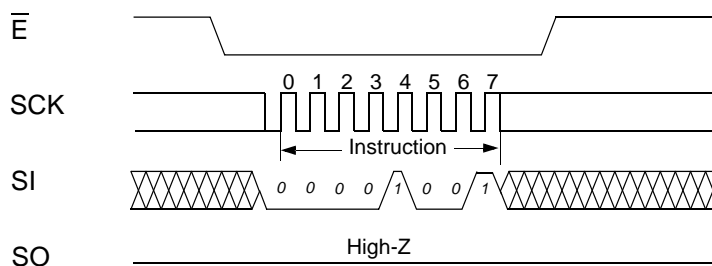 E̅
0 1 2 3 4 5 6 7
SCK
Instruction
SI 0 0 0 0 1 0 0 1
High-Z
SO